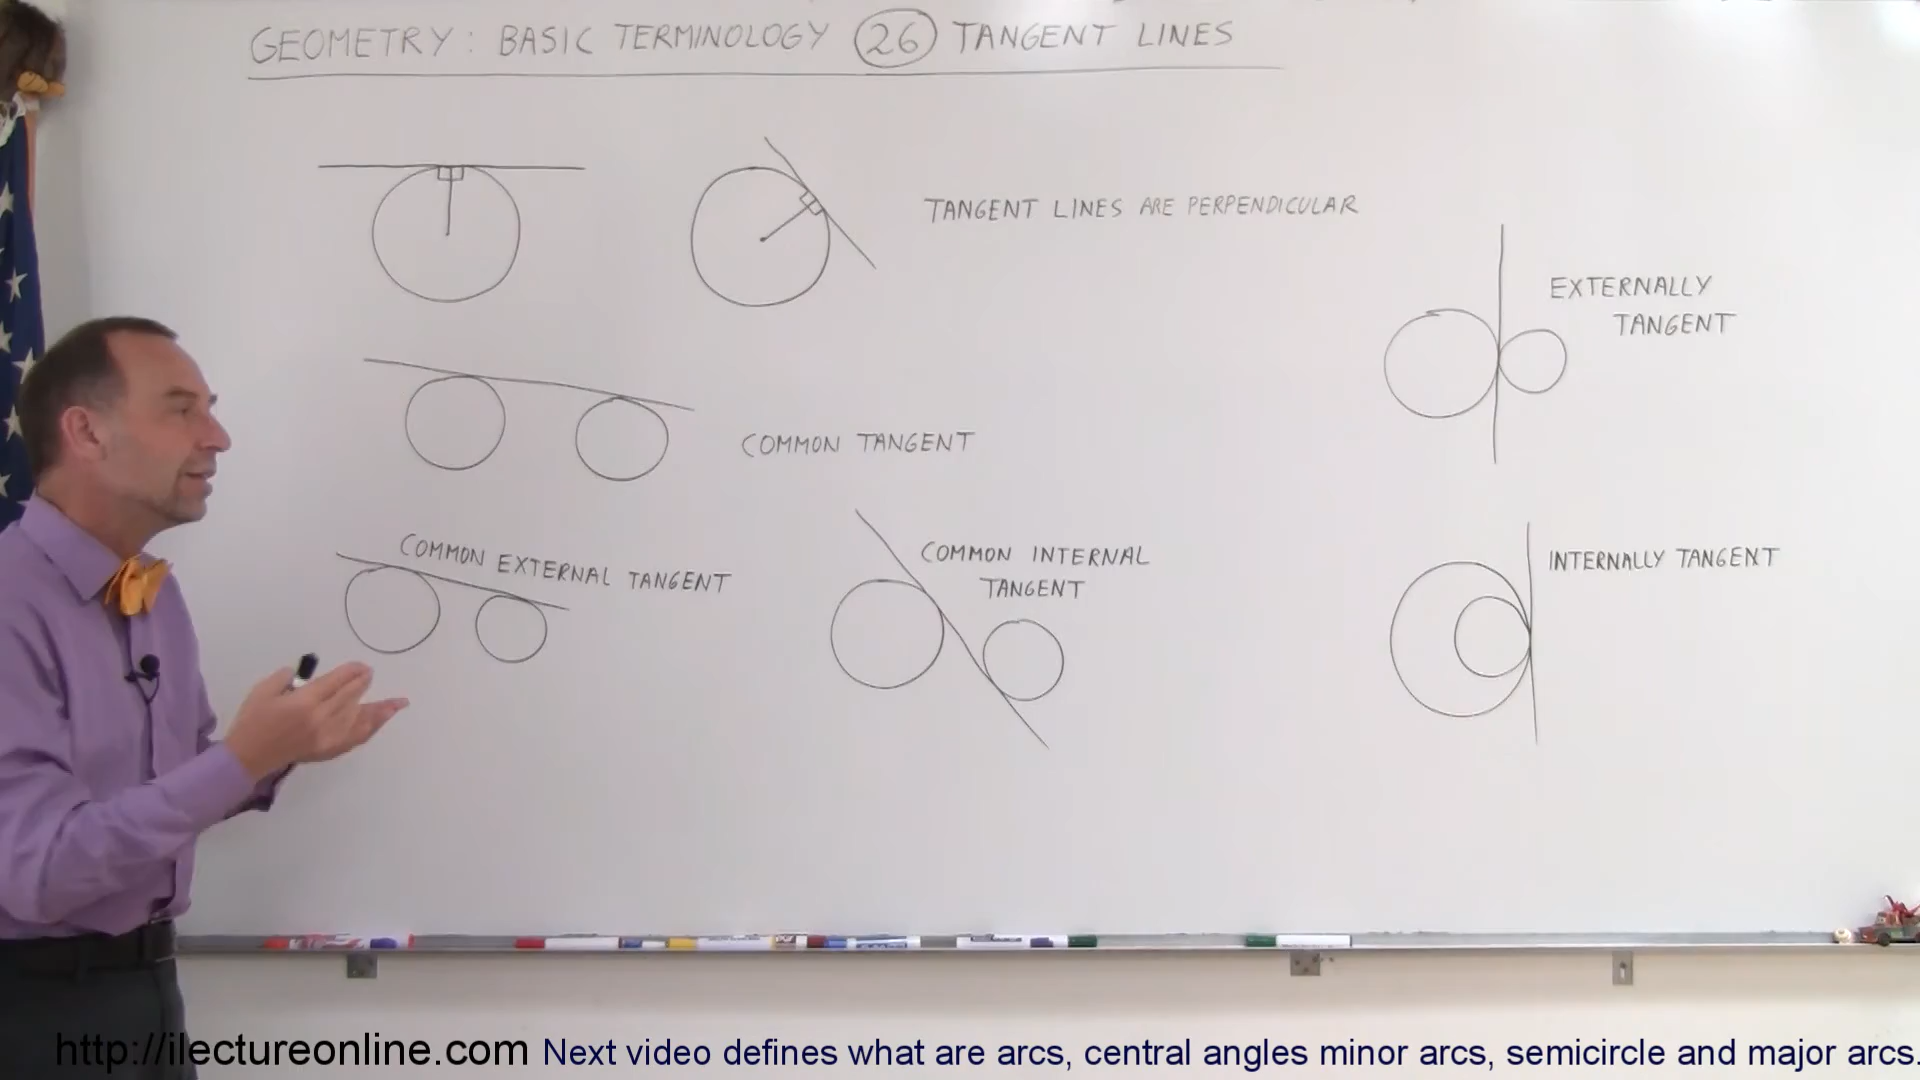 GEOMETRY: BASIC TERMINOLOGY 26 TANGENT LINES
TANGENT LINES ARE PERPENDICULAR
EXTERNALLY
TANGENT
COMMON TANGENT
COMMON EXTERNAL TANGENT
COMMON INTERNAL
TANGENT
INTERNALLY TANGENT
http://ilectureonline.com Next video defines what are arcs, central angles minor arcs, semicircle and major arcs.